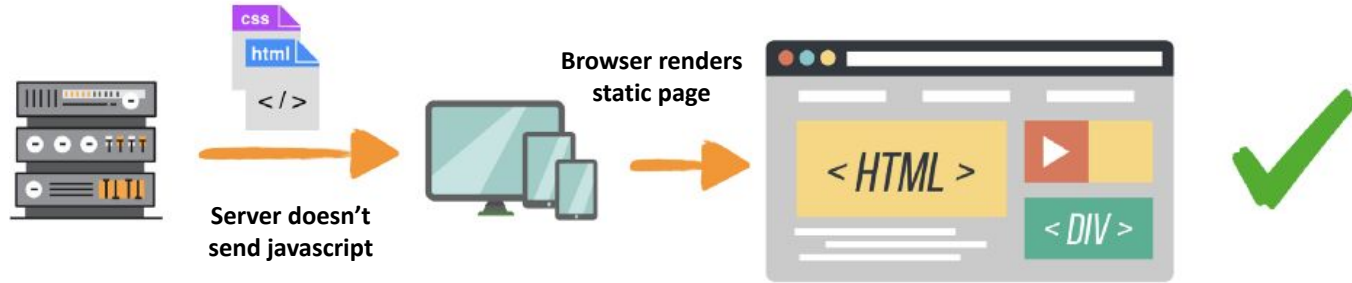 css
html
</>
Server doesn’t
send javascript
Browser renders
static page
< HTML >
< DIV >